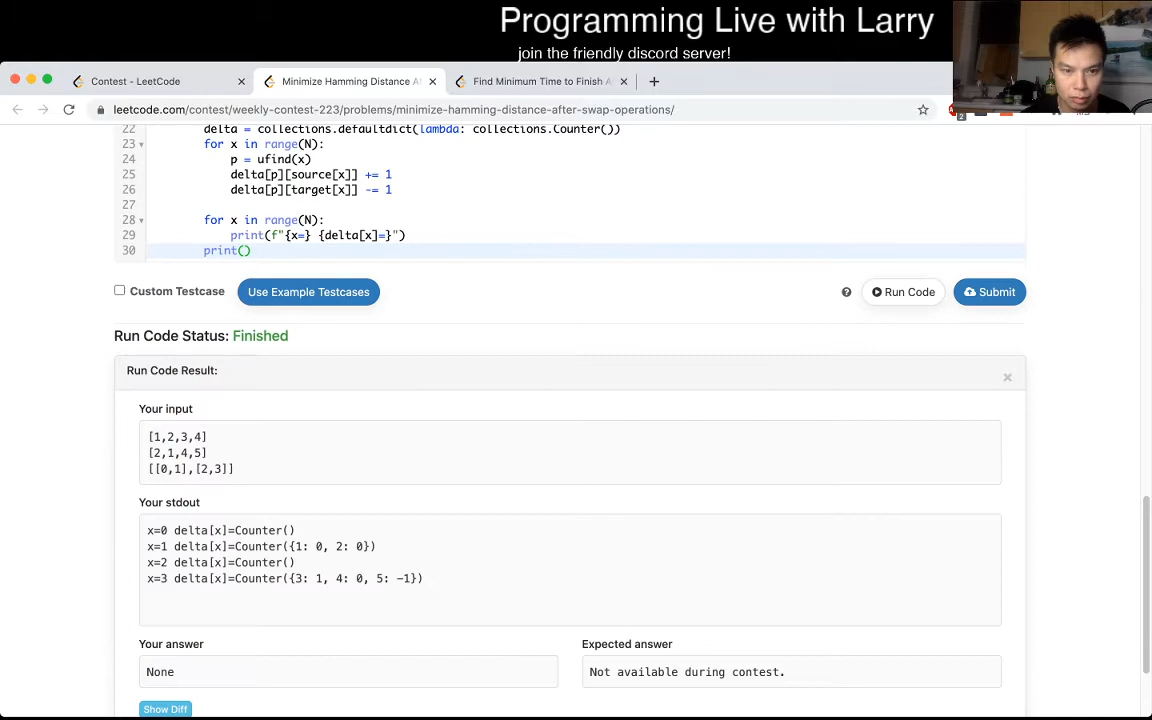 Programming Live with Larry
join the friendly discord server!
Contest - LeetCode
Minimize Hamming Distance A
Find Minimum Time to Finish A
leetcode.com/contest/weekly-contest-223/problems/minimize-hamming-distance-after-swap-operations/
2
22 delta = collections.defaultdict(lambda: collections.Counter())
23 for x in range(N):
24 p = ufind(x)
25 delta[p][source[x]] += 1
26 delta[p][target[x]] -= 1
27
28 for x in range(N):
29 print(f"{x=} {delta[x]=}")
30 print()
Custom Testcase Use Example Testcases ? Run Code Submit
Run Code Status: Finished
Run Code Result: ×
Your input
[1,2,3,4]
[2,1,4,5]
[[0,1],[2,3]]
Your stdout
x=0 delta[x]=Counter()
x=1 delta[x]=Counter({1: 0, 2: 0})
x=2 delta[x]=Counter()
x=3 delta[x]=Counter({3: 1, 4: 0, 5: -1})
Your answer Expected answer
None Not available during contest.
Show Diff